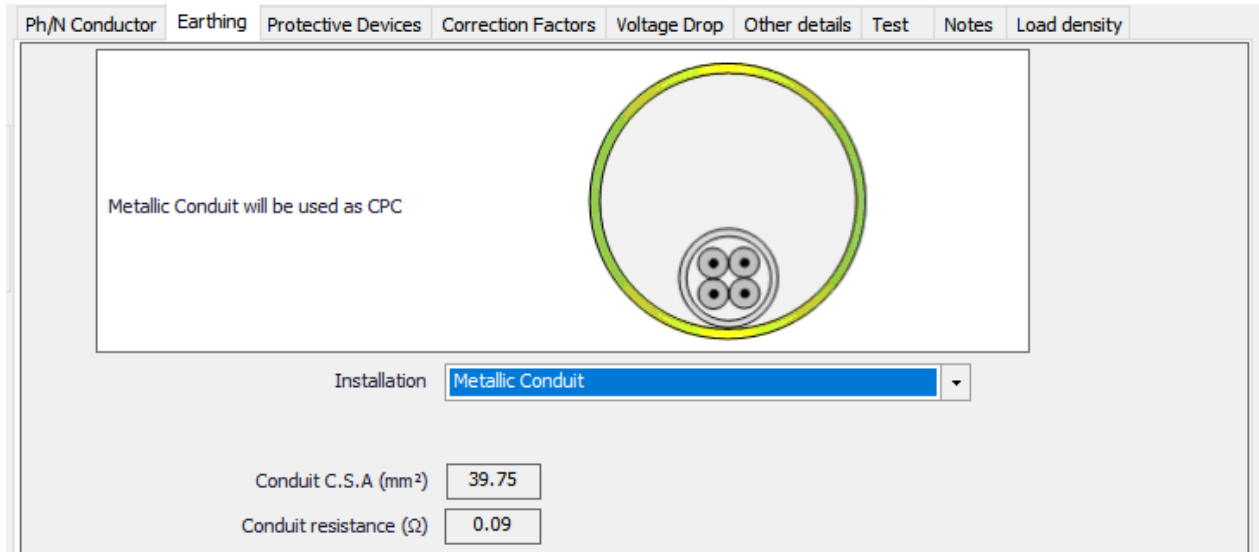 Ph/N Conductor Earthing Protective Devices Correction Factors Voltage Drop Other details Test Notes Load density
Metallic Conduit will be used as CPC
Installation Metallic Conduit
Conduit C.S.A (mm²) 39.75
Conduit resistance (Ω) 0.09